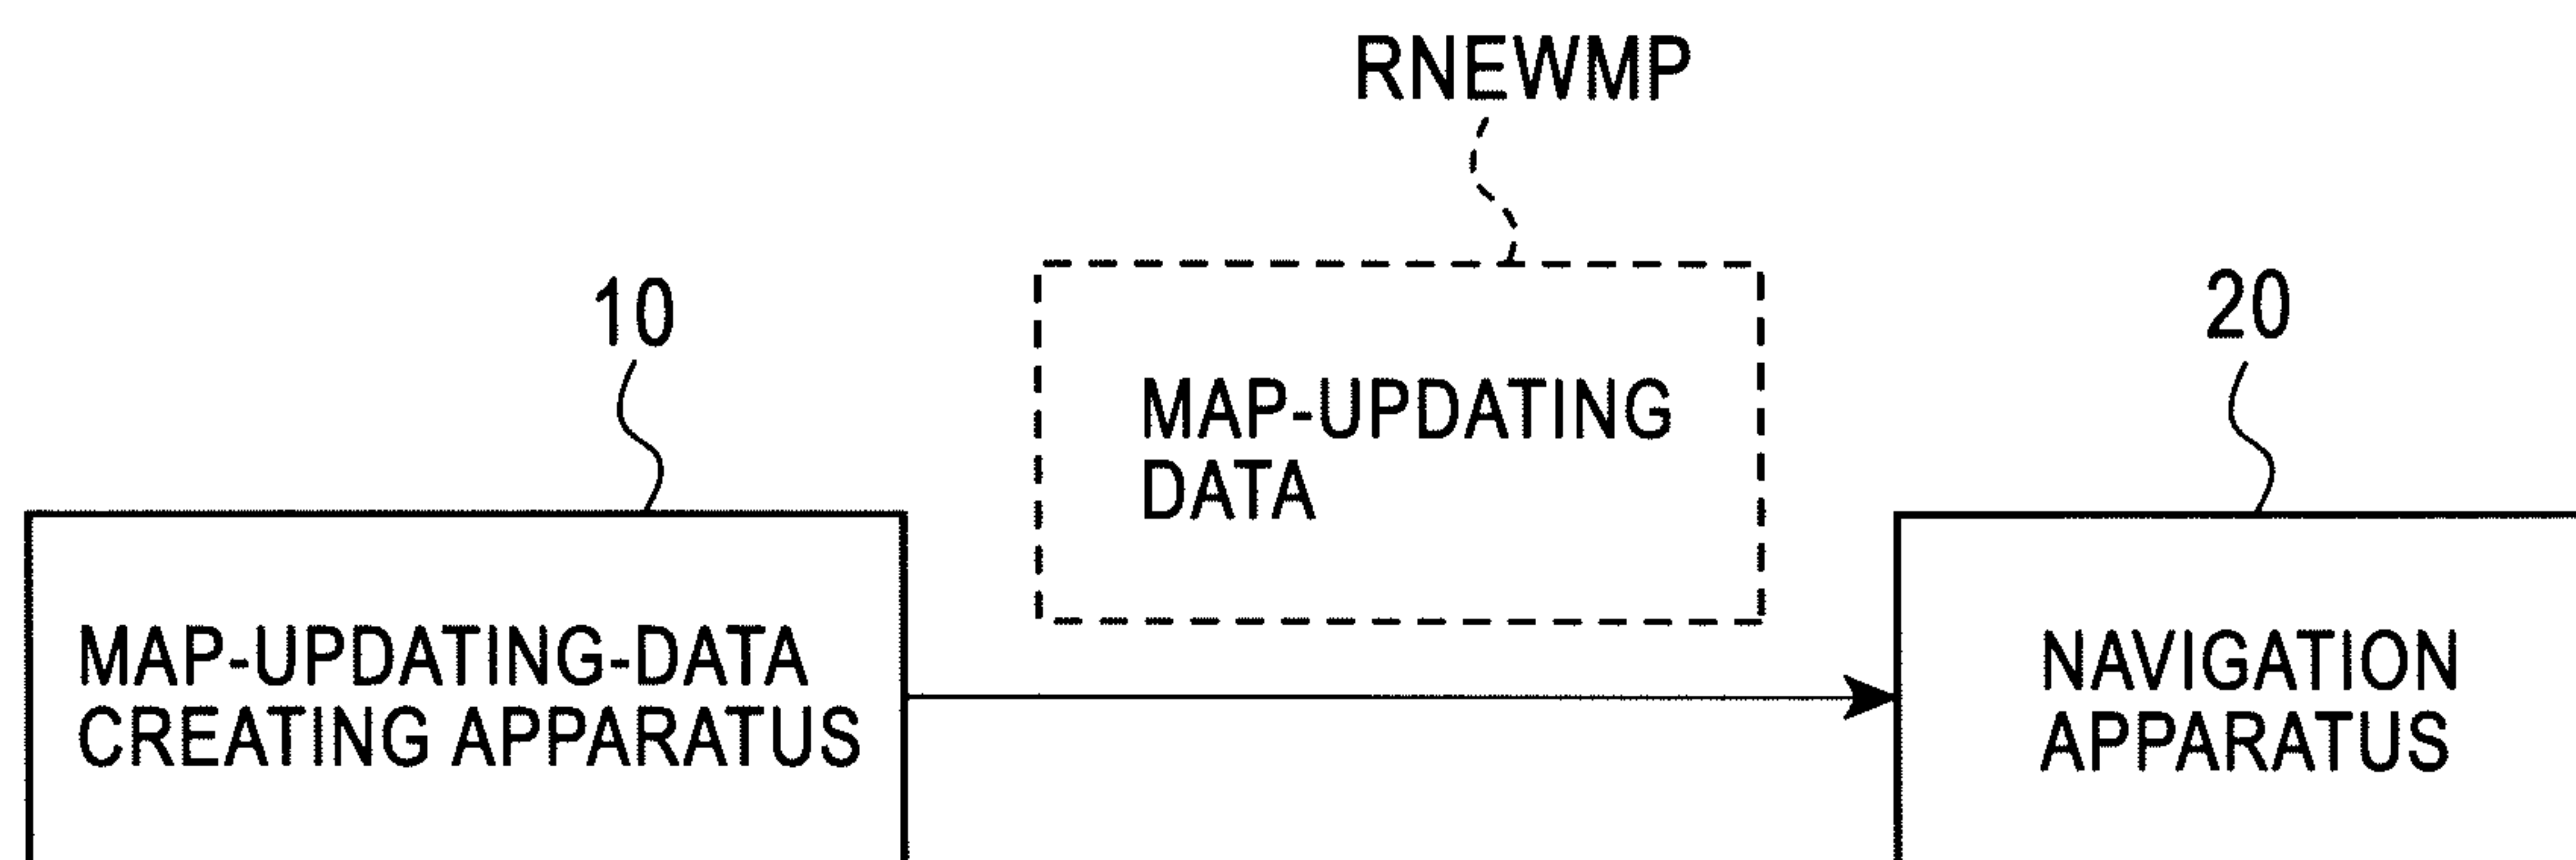 RNEWMP
10
20
MAP-UPDATING
DATA
MAP-UPDATING-DATA
CREATING APPARATUS
NAVIGATION
APPARATUS